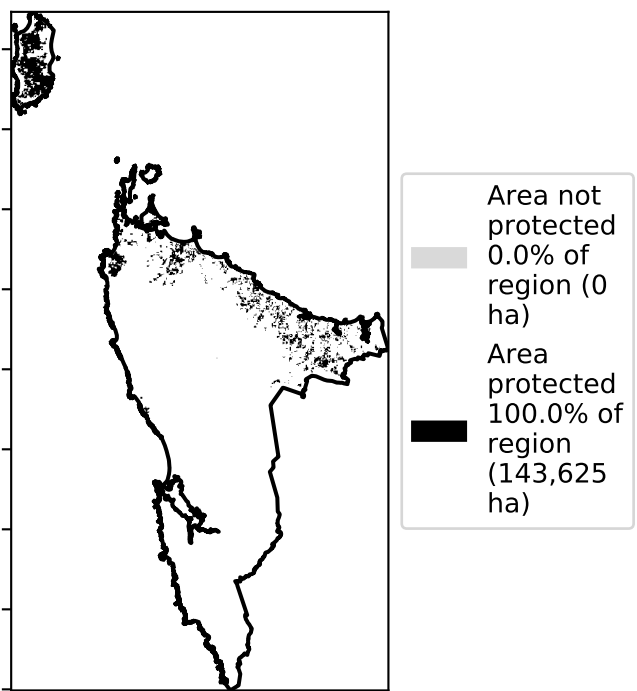 Area not
protected
0.0% of
region (0
ha)
Area
protected
100.0% of
region
(143,625
ha)